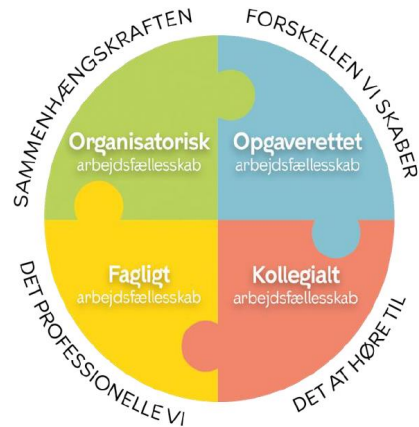 SAMMENHÆNGSKRAFTEN
FORSKELLEN VI SKABER
Organisatorisk
arbejdsfællesskab
Opgaverettet
arbejdsfællesskab
Fagligt
arbejdsfællesskab
Kollegialt
arbejdsfællesskab
DET PROFESSIONELLE VI
DET AT HØRE TIL